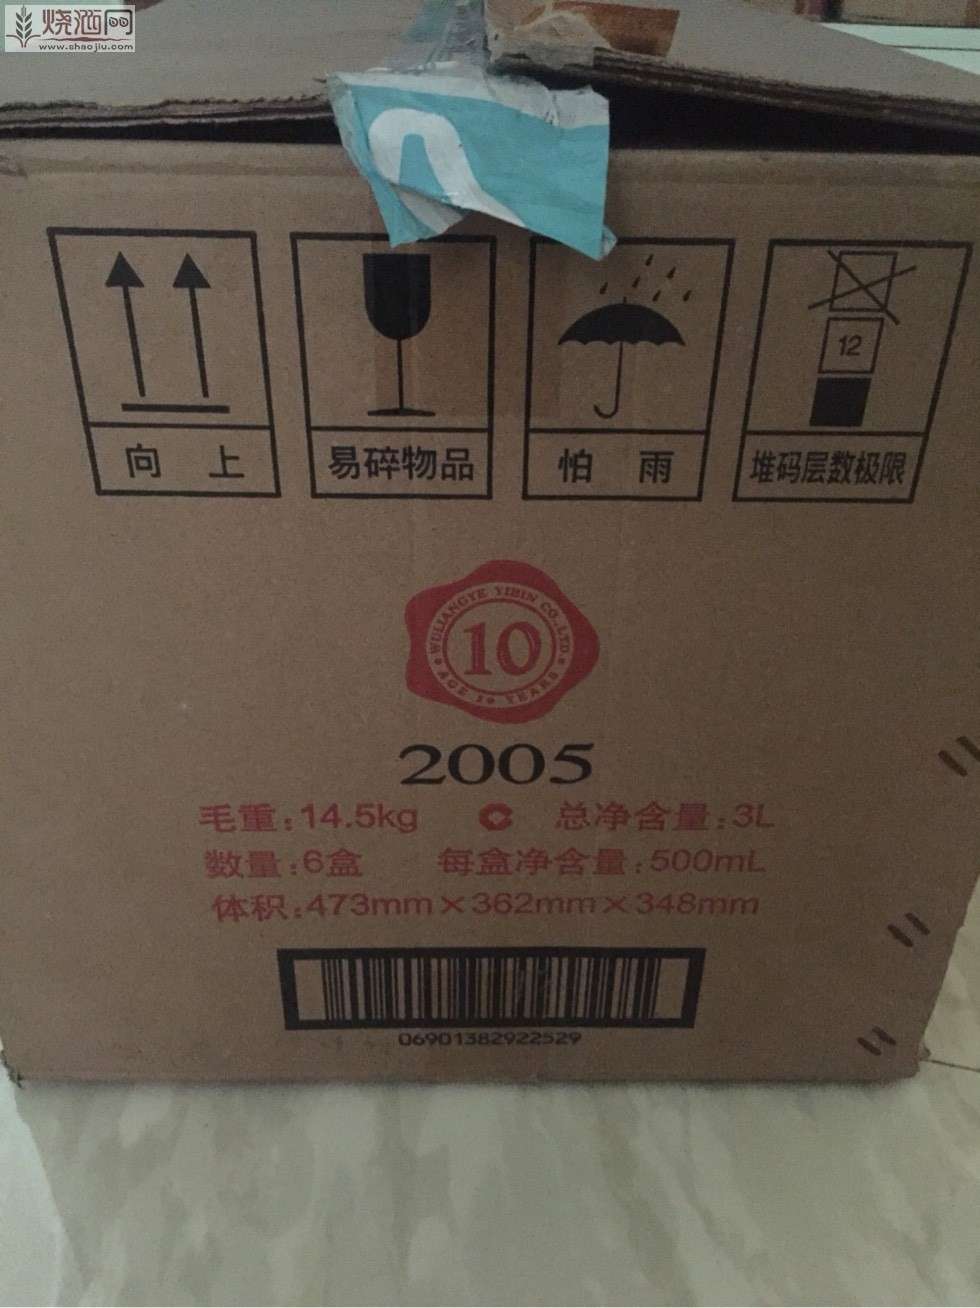 烧酒网
www.shaojiu.com
12
向上
易碎物品
怕雨
堆码层数极限
WULIANGYE YIBIN CO.,LTD.
10
AGE 10 YEARS
2005
毛重:14.5kg C 总净含量:3L
数量:6盒 每盒净含量:500mL
体积:473mm×362mm×348mm
06901382922529